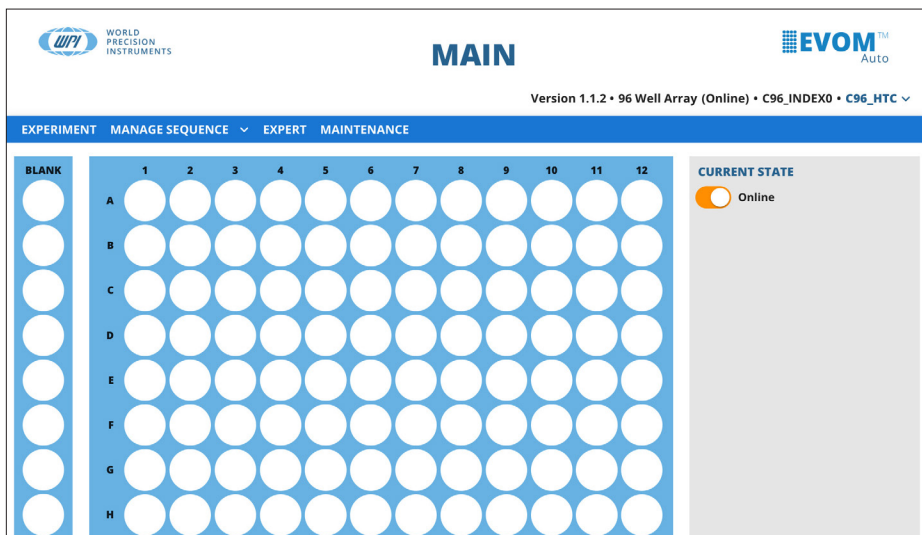 WPI WORLD
PRECISION
INSTRUMENTS
MAIN
EVOM™
Auto
Version 1.1.2 • 96 Well Array (Online) • C96_INDEX0 • C96_HTC
EXPERIMENT MANAGE SEQUENCE EXPERT MAINTENANCE
BLANK
1 2 3 4 5 6 7 8 9 10 11 12
A
B
C
D
E
F
G
H
CURRENT STATE
Online